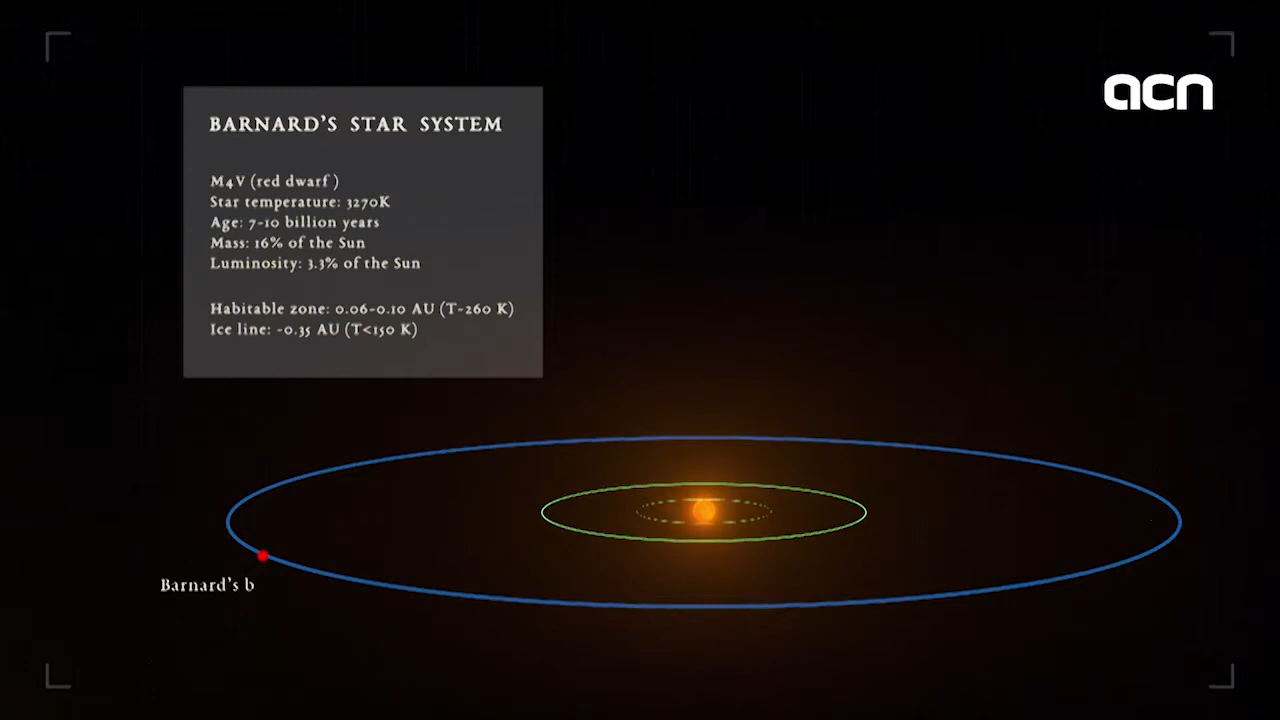 acn
BARNARD'S STAR SYSTEM
M4V (red dwarf )
Star temperature: 3270K
Age: 7-10 billion years
Mass: 16% of the Sun
Luminosity: 3.3% of the Sun
Habitable zone: 0.06-0.10 AU (T~260 K)
Ice line: ~0.35 AU (T<150 K)
Barnard's b